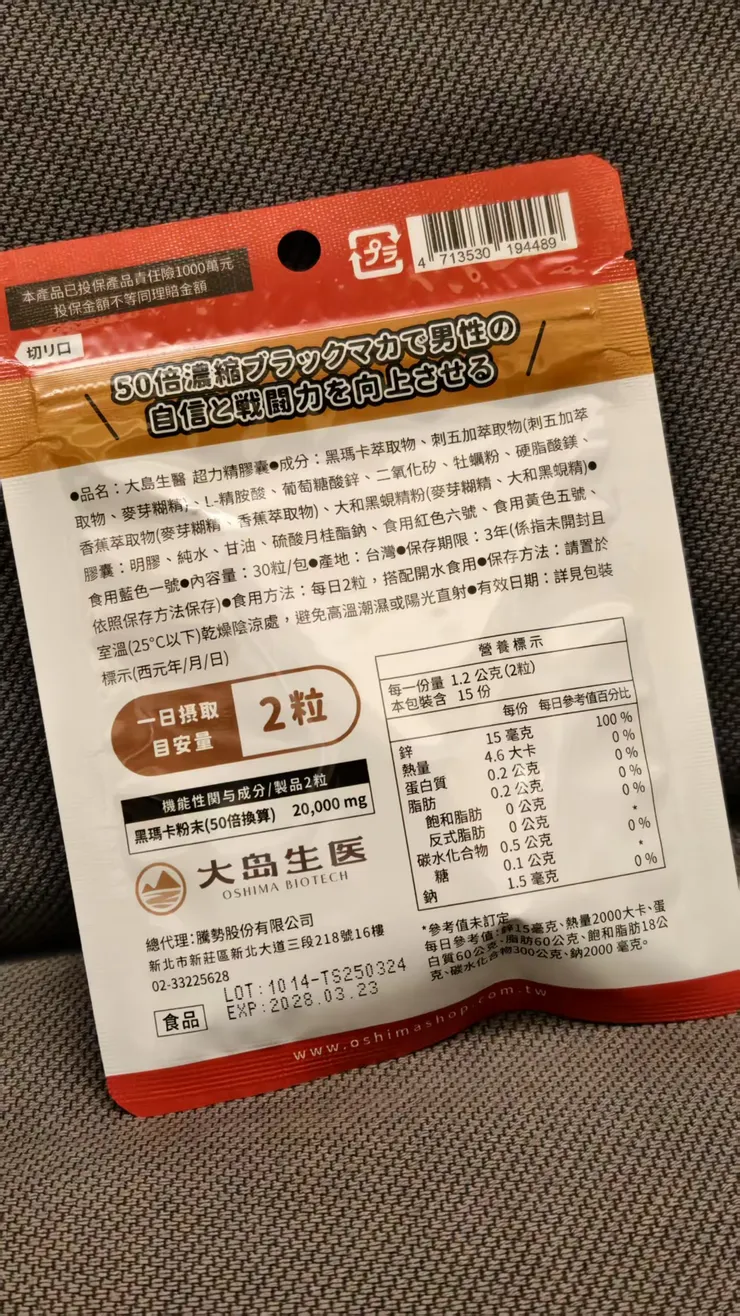 本產品已投保產品責任險1000萬元
投保金額不等同理賠金額
プラ
4 713530 194489
切リ口
50倍濃縮ブラックマカで男性の
自信と戦闘力を向上させる
●品名：大島生醫 超力精膠囊●成分：黑瑪卡萃取物、刺五加萃取物(刺五加萃
取物、麥芽糊精)、L-精胺酸、葡萄糖酸鋅、二氧化矽、牡蠣粉、硬脂酸鎂、
香蕉萃取物(麥芽糊精、香蕉萃取物)、大和黑蜆精粉(麥芽糊精、大和黑蜆精)●
膠囊：明膠、純水、甘油、硫酸月桂酯鈉、食用紅色六號、食用黃色五號、
食用藍色一號●內容量：30粒/包●產地：台灣●保存期限：3年(係指未開封且
依照保存方法保存)●食用方法：每日2粒，搭配開水食用●保存方法：請置於
室溫(25°C以下)乾燥陰涼處，避免高溫潮濕或陽光直射●有效日期：詳見包裝
標示(西元年/月/日)
一日摂取
目安量
2粒
機能性関与成分/製品2粒
黑瑪卡粉末(50倍換算) 20,000 mg
大岛生医
OSHIMA BIOTECH
總代理：騰勢股份有限公司
新北市新莊區新北大道三段218號16樓
02-33225628
LOT:1014-TS250324
EXP:2028.03.23
食品
營養標示
每一份量 1.2 公克(2粒)
本包裝含 15 份
每份 每日參考值百分比
鋅 15 毫克 100 %
熱量 4.6 大卡 0 %
蛋白質 0.2 公克 0 %
脂肪 0.2 公克 0 %
飽和脂肪 0 公克 0 %
反式脂肪 0 公克 *
碳水化合物 0.5 公克 0 %
糖 0.1 公克 *
鈉 1.5 毫克 0 %
*參考值未訂定
每日參考值：鋅15毫克、熱量2000大卡、蛋
白質60公克、脂肪60公克、飽和脂肪18公
克、碳水化合物300公克、鈉2000 毫克。
www.oshimashop.com.tw